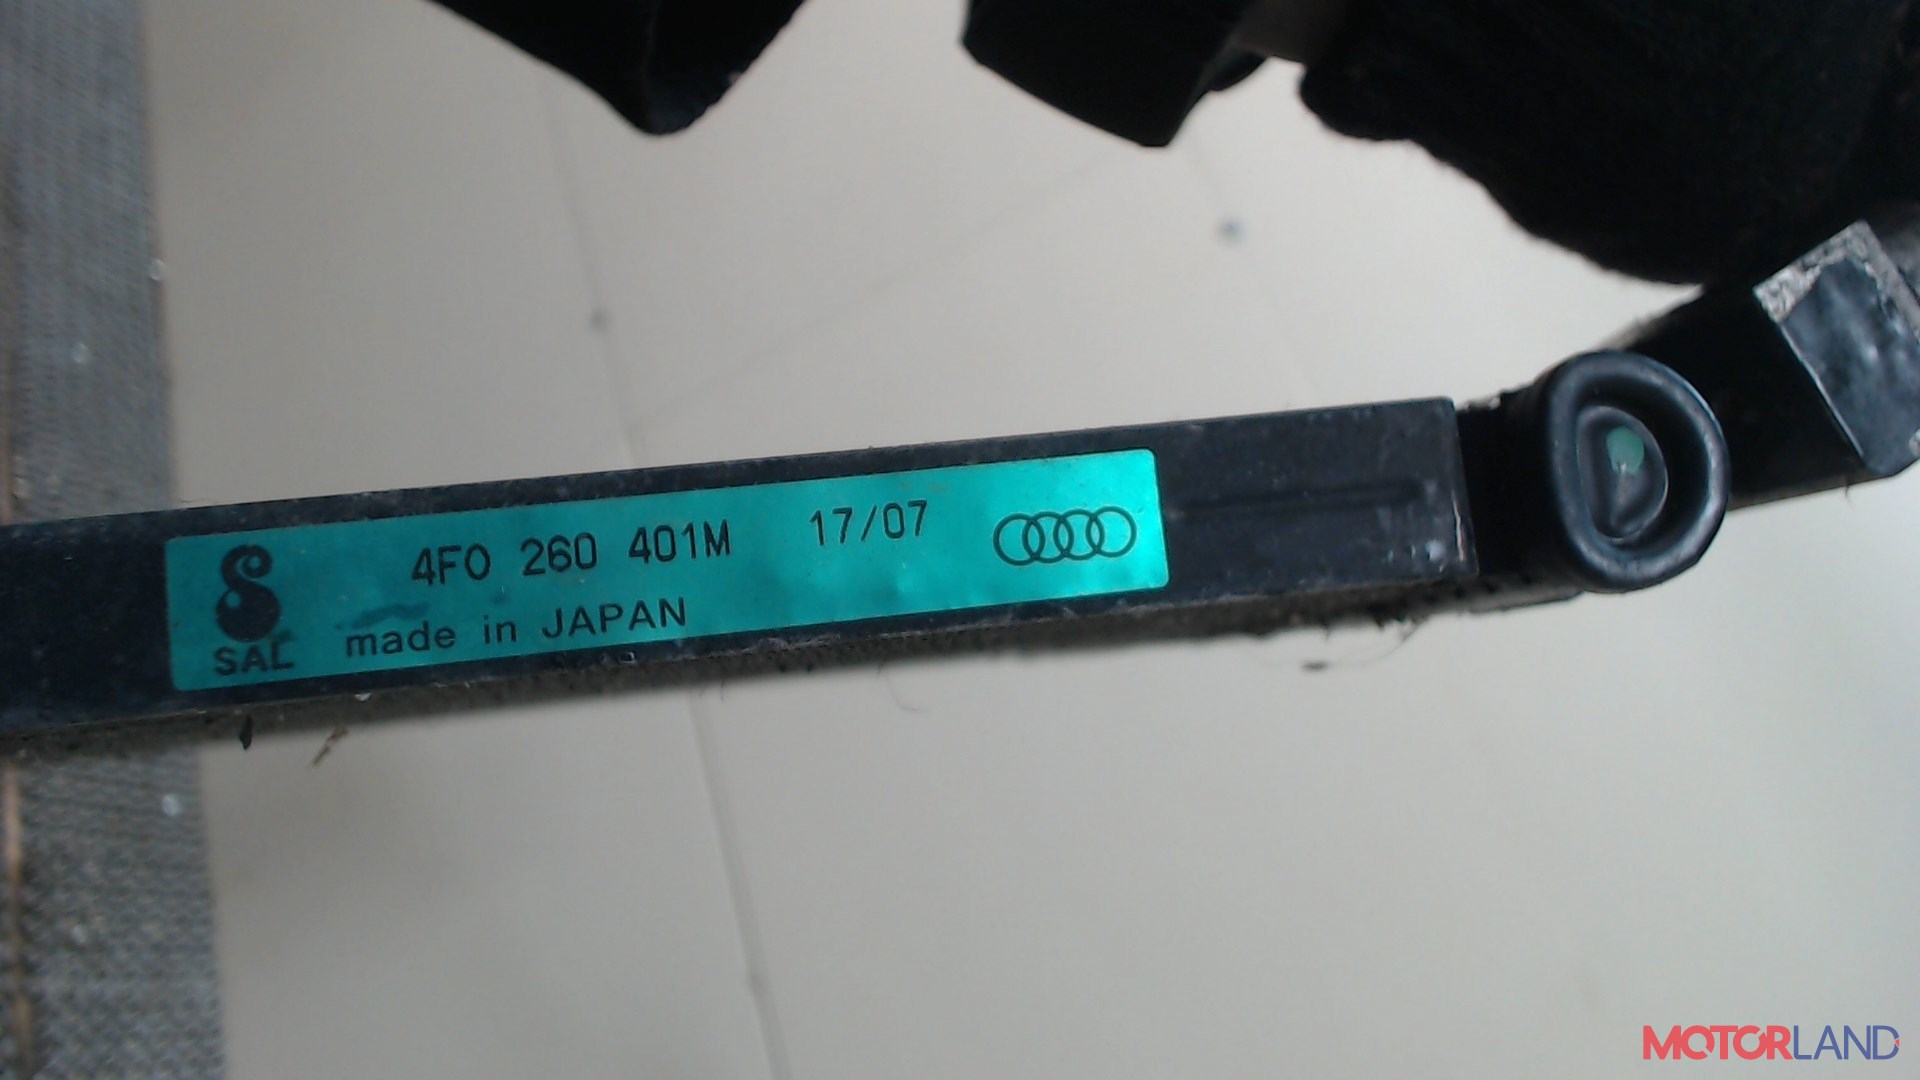 4F0 260 401M 17/07
SAL made in JAPAN
MOTORLAND